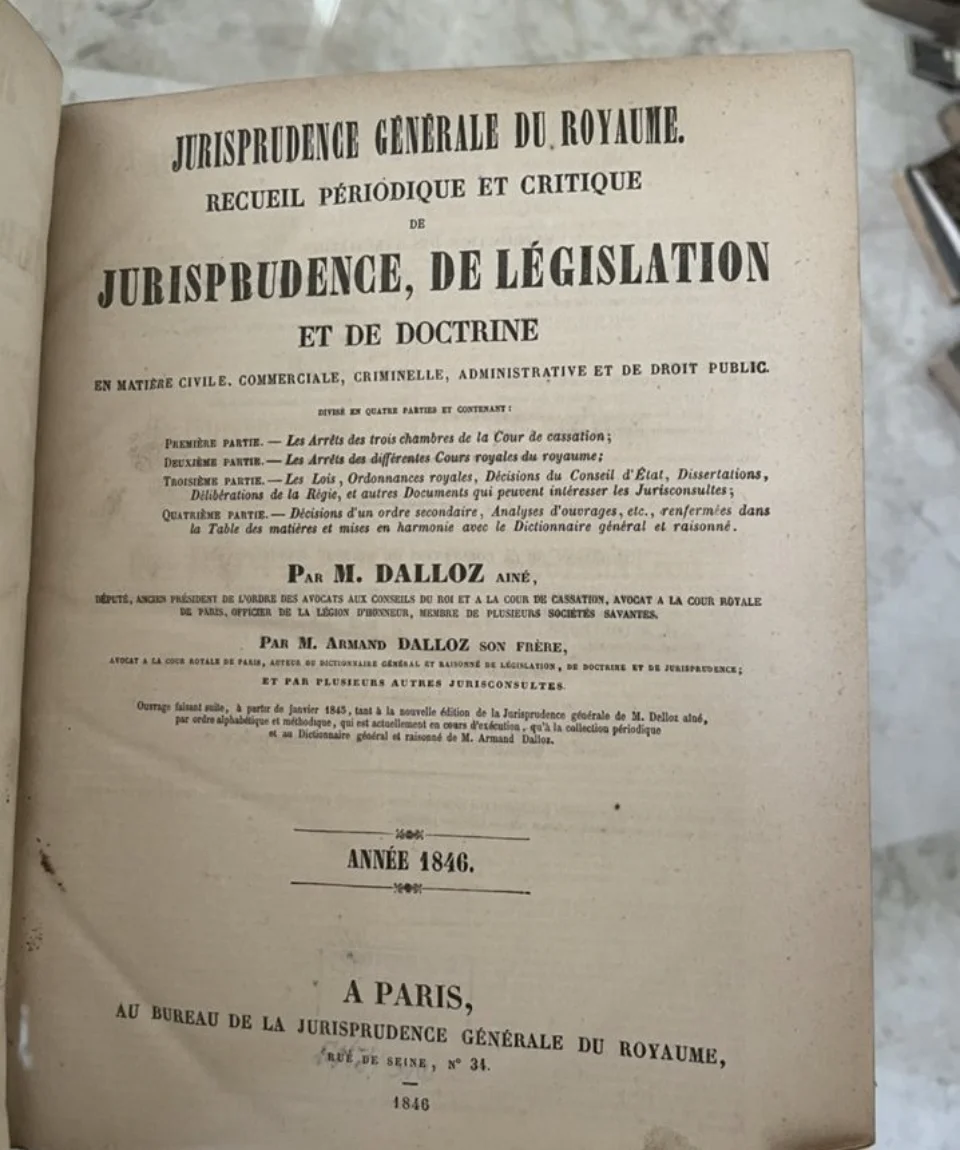 JURISPRUDENCE GÉNÉRALE DU ROYAUME.
RECUEIL PÉRIODIQUE ET CRITIQUE
DE
JURISPRUDENCE, DE LÉGISLATION
ET DE DOCTRINE
EN MATIÈRE CIVILE. COMMERCIALE, CRIMINELLE, ADMINISTRATIVE ET DE DROIT PUBLIC.
DIVISÉ EN QUATRE PARTIES ET CONTENANT :
PREMIÈRE PARTIE. — Les Arrêts des trois chambres de la Cour de cassation;
DEUXIÈME PARTIE. — Les Arrêts des différentes Cours royales du royaume;
TROISIÈME PARTIE. — Les Lois, Ordonnances royales, Décisions du Conseil d'État, Dissertations,
Délibérations de la Régie, et autres Documents qui peuvent intéresser les Jurisconsultes;
QUATRIÈME PARTIE. — Décisions d'un ordre secondaire, Analyses d'ouvrages, etc., renfermées dans
la Table des matières et mises en harmonie avec le Dictionnaire général et raisonné.
PAR M. DALLOZ AINÉ,
DÉPUTÉ, ANCIEN PRÉSIDENT DE L'ORDRE DES AVOCATS AUX CONSEILS DU ROI ET A LA COUR DE CASSATION, AVOCAT A LA COUR ROYALE
DE PARIS, OFFICIER DE LA LÉGION D'HONNEUR, MEMBRE DE PLUSIEURS SOCIÉTÉS SAVANTES.
PAR M. ARMAND DALLOZ SON FRÈRE,
AVOCAT A LA COUR ROYALE DE PARIS, AUTEUR DU DICTIONNAIRE GÉNÉRAL ET RAISONNÉ DE LÉGISLATION, DE DOCTRINE ET DE JURISPRUDENCE;
ET PAR PLUSIEURS AUTRES JURISCONSULTES.
Ouvrage faisant suite, à partir de janvier 1845, tant à la nouvelle édition de la Jurisprudence générale de M. Dalloz aîné,
par ordre alphabétique et méthodique, qui est actuellement en cours d'exécution, qu'à la collection périodique
et au Dictionnaire général et raisonné de M. Armand Dalloz.
ANNÉE 1846.
A PARIS,
AU BUREAU DE LA JURISPRUDENCE GÉNÉRALE DU ROYAUME,
RUE DE SEINE, N° 34.
1846